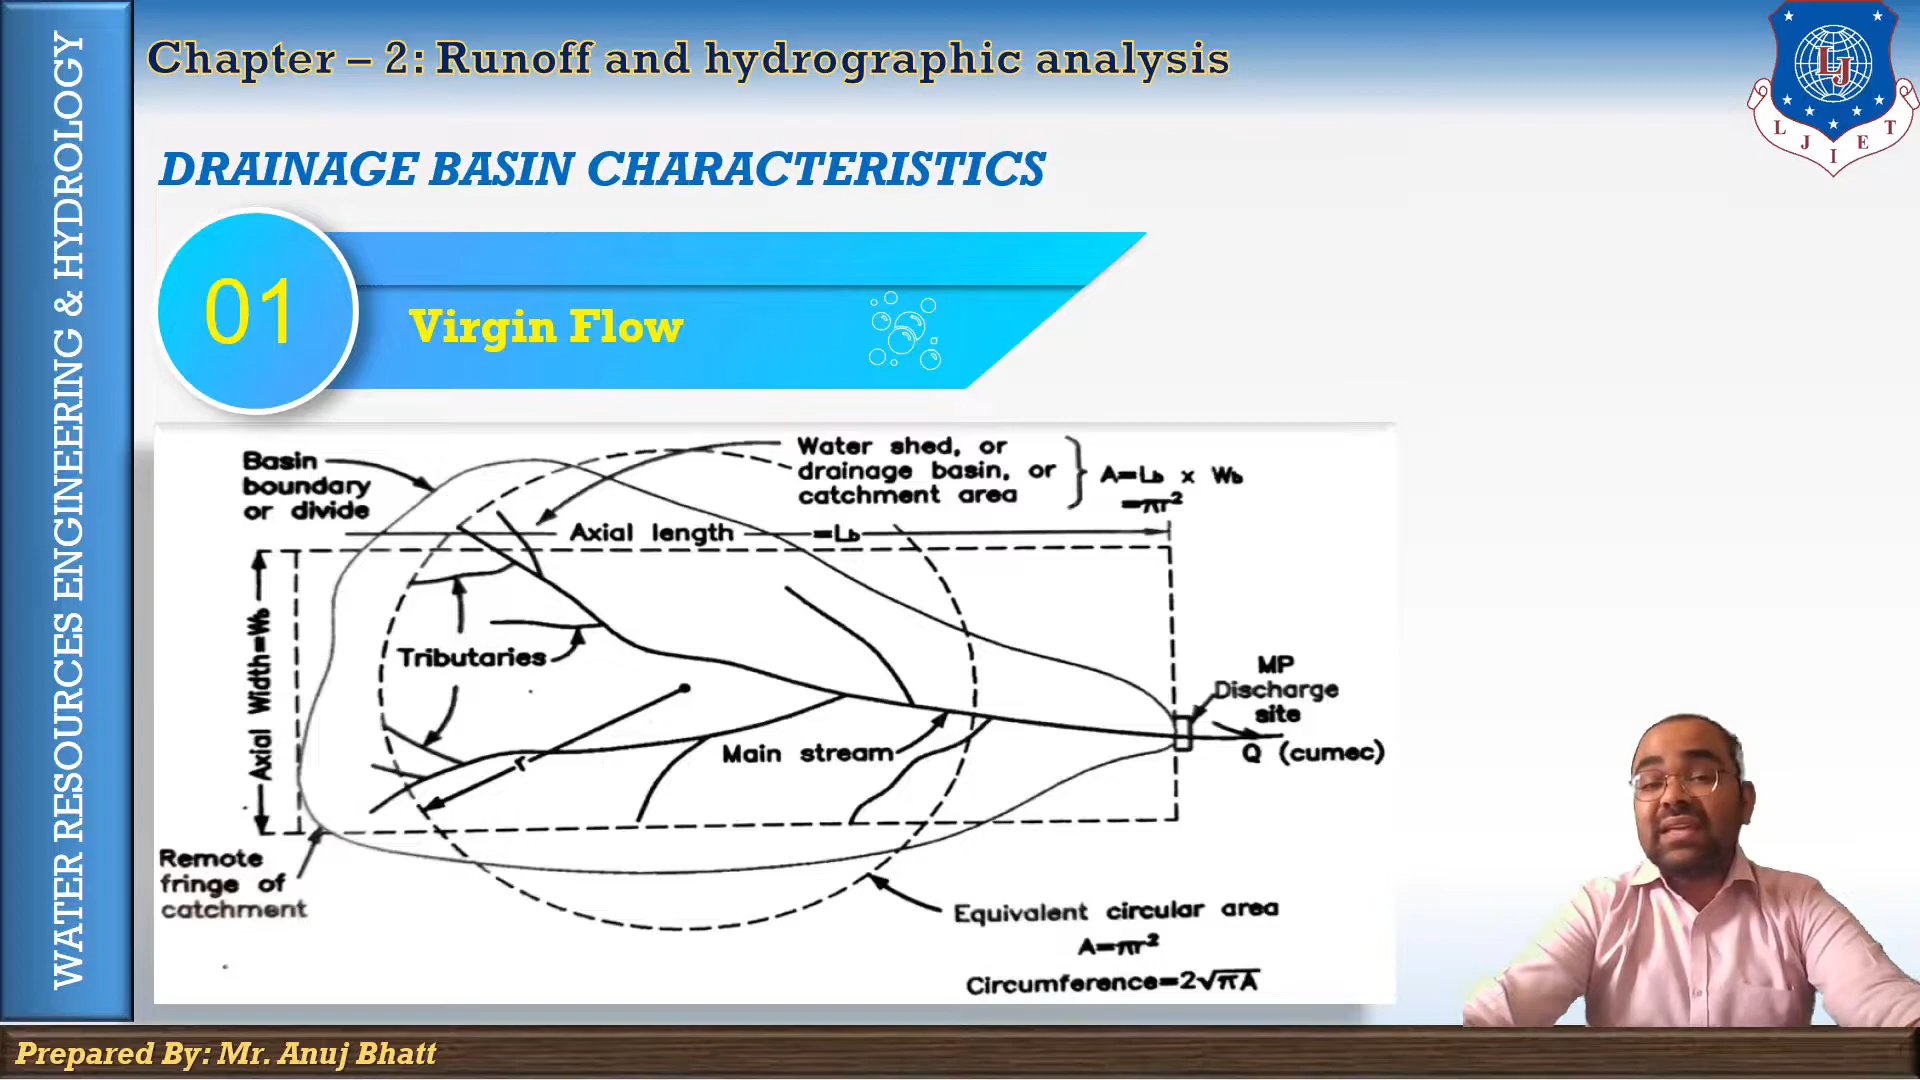 WATER RESOURCES ENGINEERING & HYDROLOGY
Chapter – 2: Runoff and hydrographic analysis
LJ
L J I E T
DRAINAGE BASIN CHARACTERISTICS
01
Virgin Flow
Basin
boundary
or divide
Water shed, or
drainage basin, or
catchment area
A=Lb x Wb
=πr²
Axial length =Lb
Axial Width=Wb
Tributaries
r
Main stream
MP
Discharge
site
Q (cumec)
Remote
fringe of
catchment
Equivalent circular area
A=πr²
Circumference=2√πA
Prepared By: Mr. Anuj Bhatt